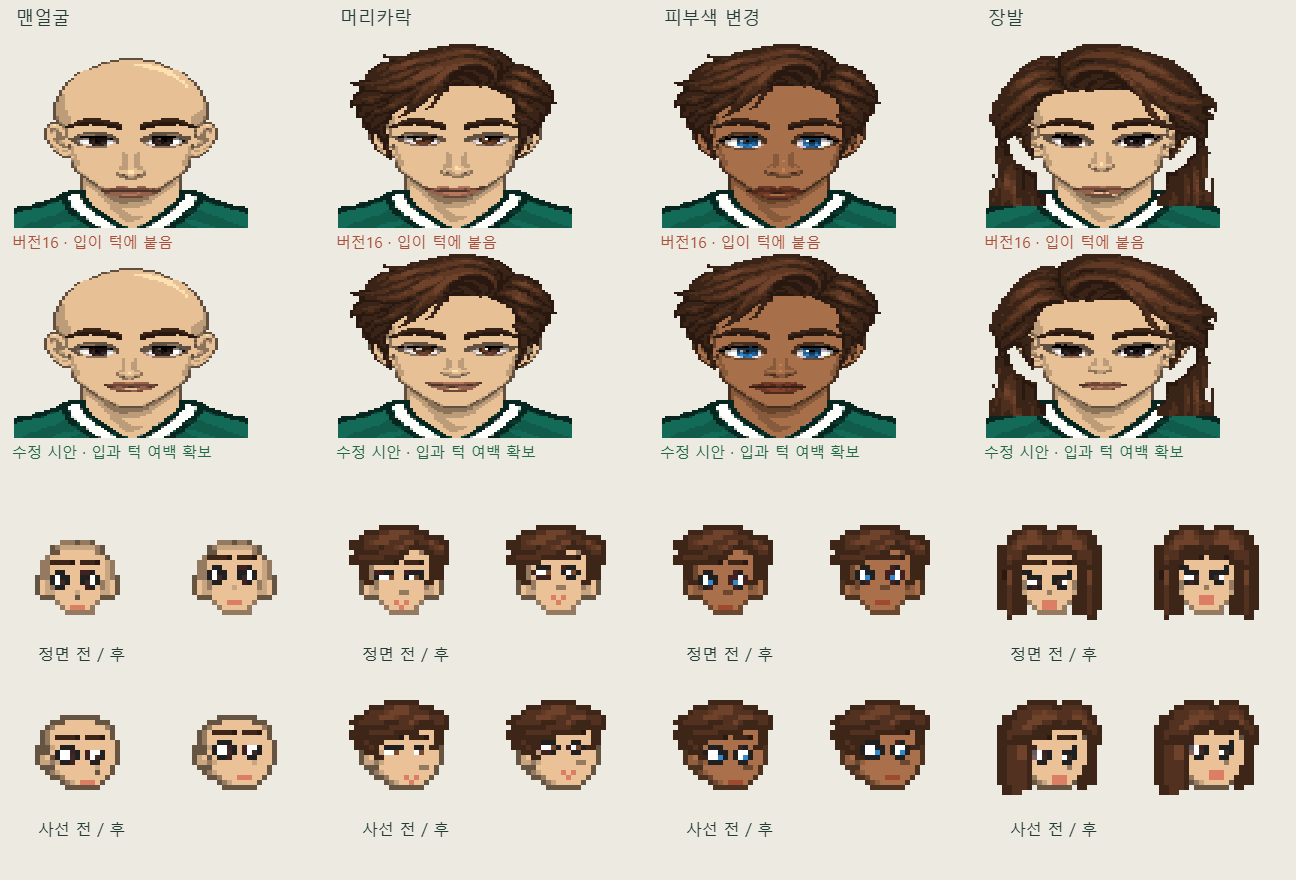 맨얼굴 머리카락 피부색 변경 장발
버전16 · 입이 턱에 붙음 버전16 · 입이 턱에 붙음 버전16 · 입이 턱에 붙음 버전16 · 입이 턱에 붙음
수정 시안 · 입과 턱 여백 확보 수정 시안 · 입과 턱 여백 확보 수정 시안 · 입과 턱 여백 확보 수정 시안 · 입과 턱 여백 확보
정면 전 / 후 정면 전 / 후 정면 전 / 후 정면 전 / 후
사선 전 / 후 사선 전 / 후 사선 전 / 후 사선 전 / 후